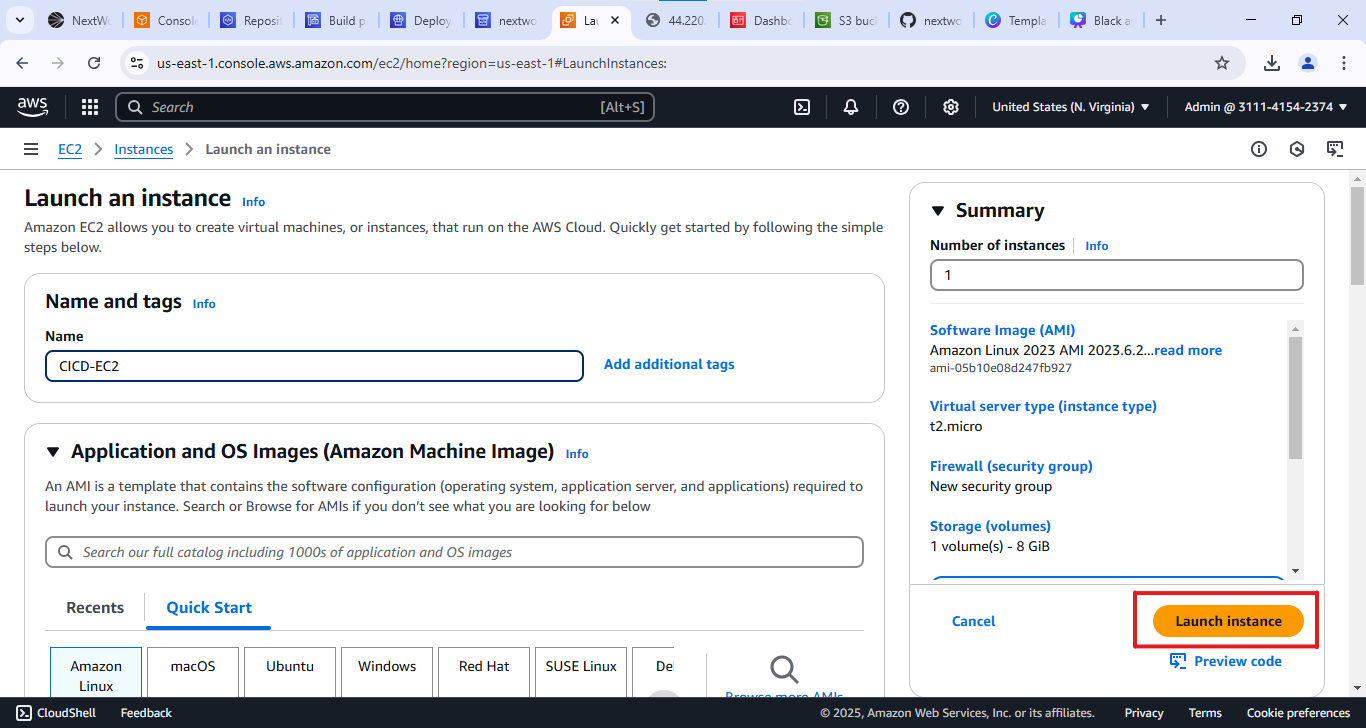 NextWo
Consol
Reposit
Build p
Deploy
nextwo
Lau
44.220.
Dashbo
S3 buck
nextwo
Templa
Black a
us-east-1.console.aws.amazon.com/ec2/home?region=us-east-1#LaunchInstances:
aws
Search
[Alt+S]
United States (N. Virginia)
Admin @ 3111-4154-2374
EC2
Instances
Launch an instance
Launch an instance Info
Amazon EC2 allows you to create virtual machines, or instances, that run on the AWS Cloud. Quickly get started by following the simple
steps below.
Name and tags Info
Name
CICD-EC2
Add additional tags
Application and OS Images (Amazon Machine Image) Info
An AMI is a template that contains the software configuration (operating system, application server, and applications) required to
launch your instance. Search or Browse for AMIs if you don't see what you are looking for below
Search our full catalog including 1000s of application and OS images
Recents
Quick Start
Amazon
Linux
macOS
Ubuntu
Windows
Red Hat
SUSE Linux
De
Browse more AMIs
Summary
Number of instances Info
1
Software Image (AMI)
Amazon Linux 2023 AMI 2023.6.2...read more
ami-05b10e08d247fb927
Virtual server type (instance type)
t2.micro
Firewall (security group)
New security group
Storage (volumes)
1 volume(s) - 8 GiB
Cancel
Launch instance
Preview code
CloudShell
Feedback
© 2025, Amazon Web Services, Inc. or its affiliates.
Privacy
Terms
Cookie preferences